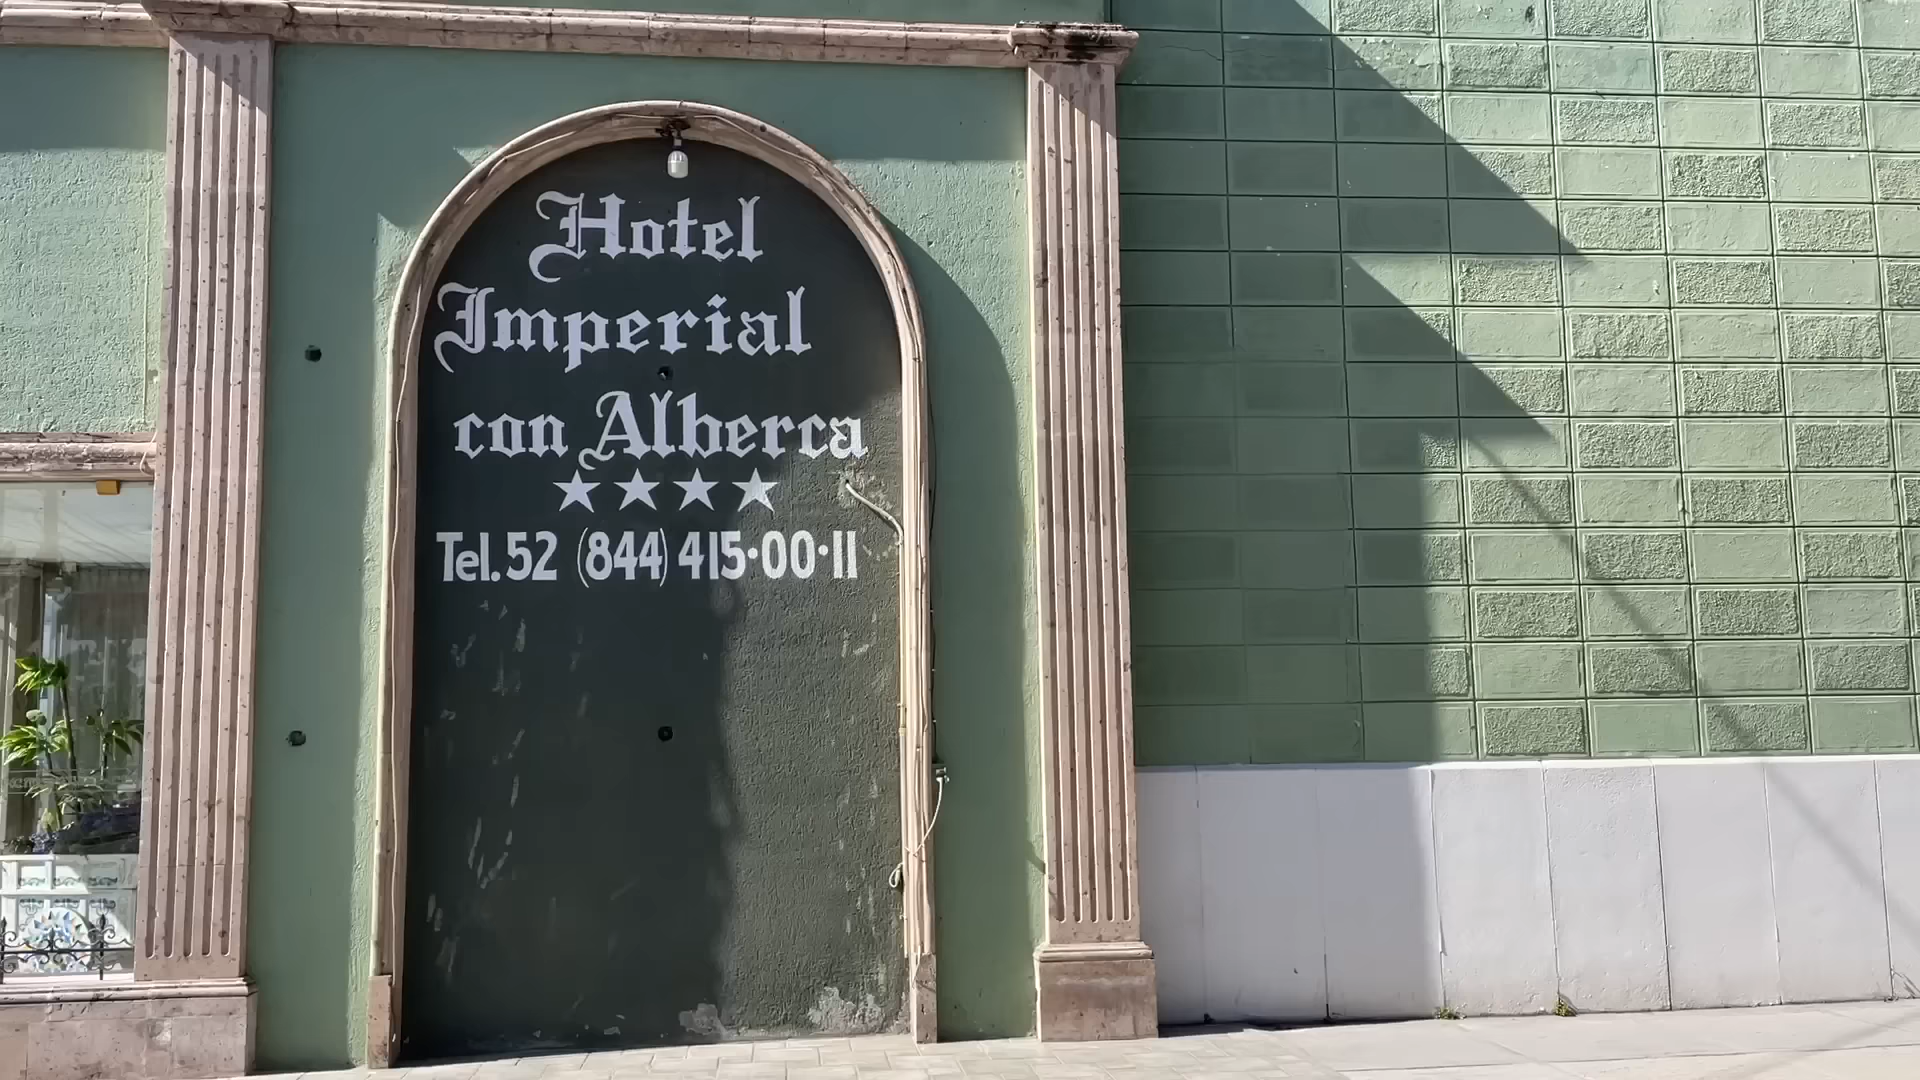 Hotel
Imperial
con Alberca
★★★★
Tel. 52 (844) 415·00·11